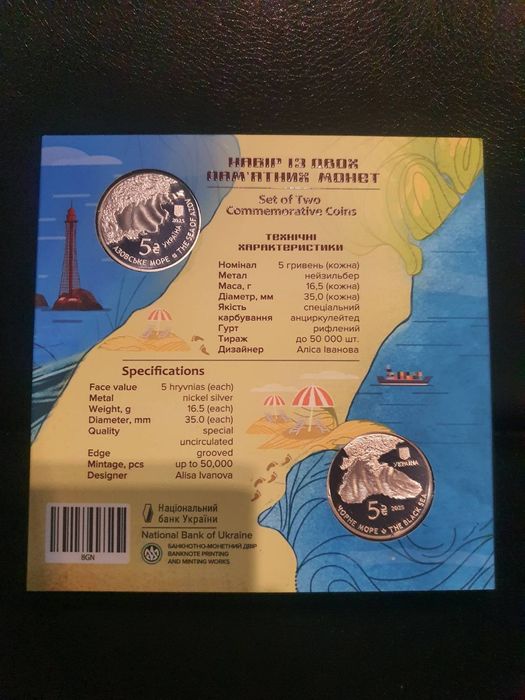 НАБІР ІЗ ДВОХ
ПАМ'ЯТНИХ МОНЕТ
Set of Two
Commemorative Coins
ТЕХНІЧНІ
ХАРАКТЕРИСТИКИ
Номінал 5 гривень (кожна)
Метал нейзильбер
Маса, г 16,5 (кожна)
Діаметр, мм 35,0 (кожна)
Якість спеціальний
карбування анциркулейтед
Гурт рифлений
Тираж до 50 000 шт.
Дизайнер Аліса Іванова
5₴
УКРАЇНА
2025
АЗОВСЬКЕ МОРЕ THE SEA OF AZOV
Specifications
Face value 5 hryvnias (each)
Metal nickel silver
Weight, g 16.5 (each)
Diameter, mm 35.0 (each)
Quality special
uncirculated
Edge grooved
Mintage, pcs up to 50,000
Designer Alisa Ivanova
УКРАЇНА
5₴
2025
ЧОРНЕ МОРЕ THE BLACK SEA
Національний
банк України
National Bank of Ukraine
БАНКНОТНО-МОНЕТНИЙ ДВІР
BANKNOTE PRINTING
AND MINTING WORKS
8GN